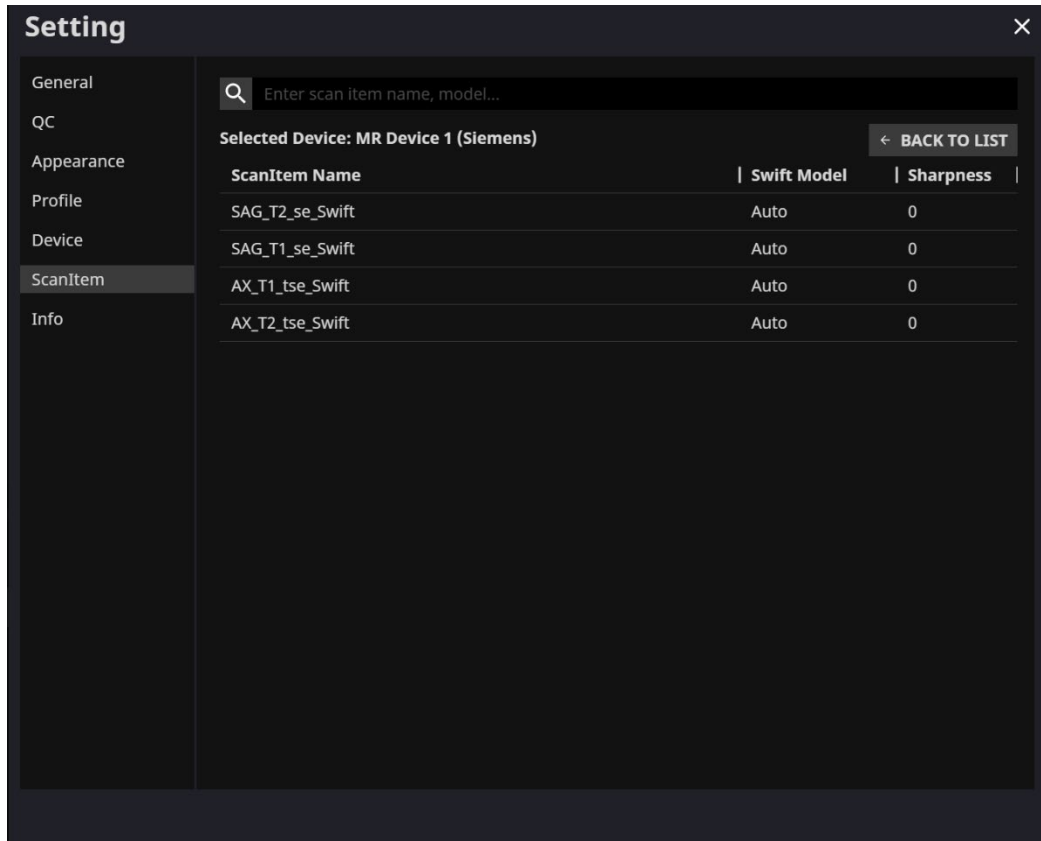 Setting
General
QC
Appearance
Profile
Device
ScanItem
Info
Enter scan item name, model...
Selected Device: MR Device 1 (Siemens)
← BACK TO LIST
ScanItem Name | Swift Model | Sharpness |
SAG_T2_se_Swift Auto 0
SAG_T1_se_Swift Auto 0
AX_T1_tse_Swift Auto 0
AX_T2_tse_Swift Auto 0